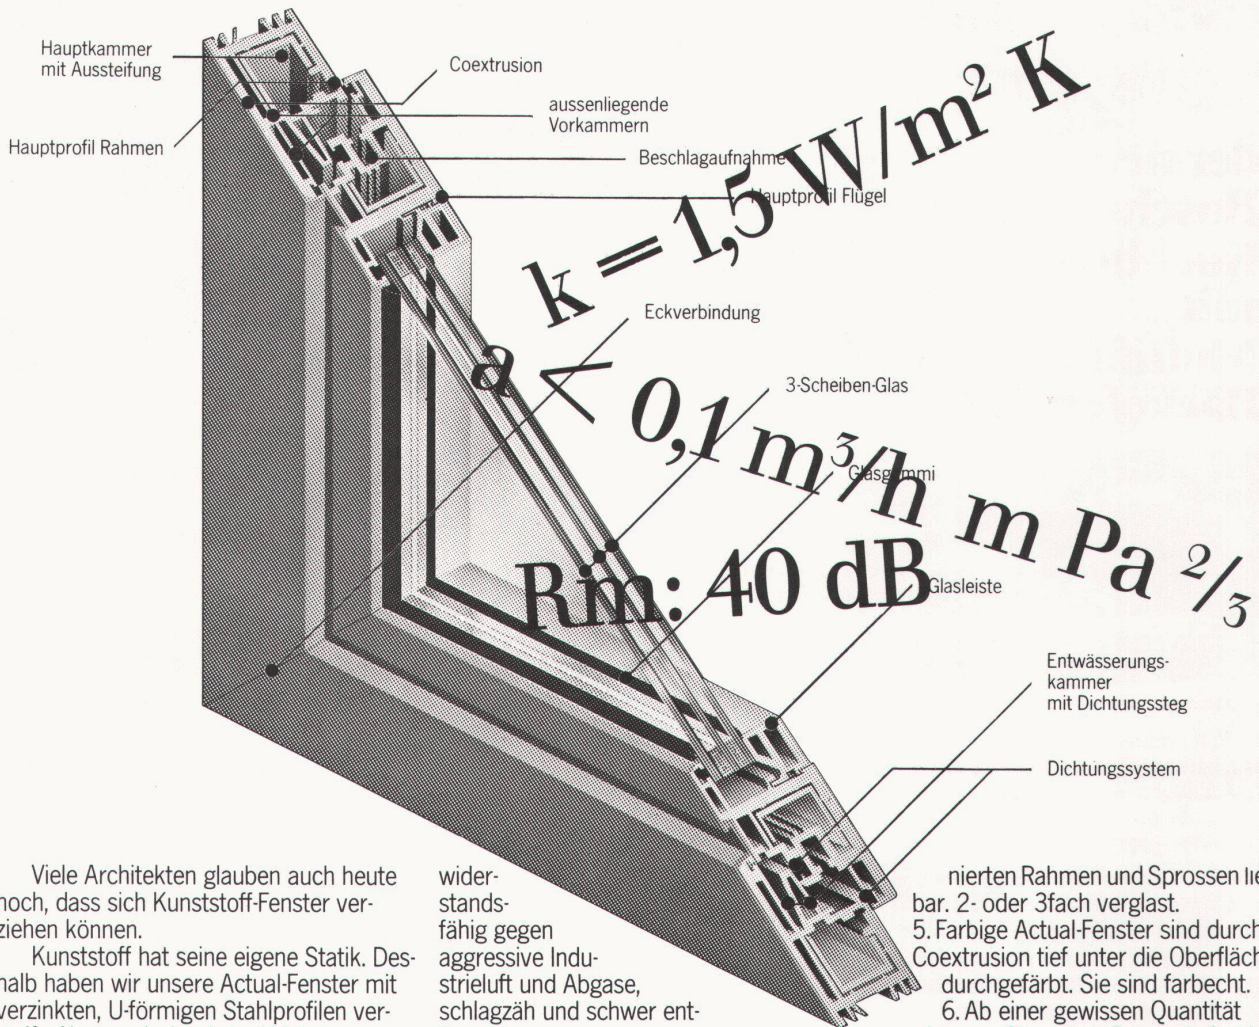 Hauptkammer
mit Aussteifung
Coextrusion
aussenliegende
Vorkammern
Hauptprofil Rahmen
Beschlagaufnahme
Hauptprofil Flügel
k = 1,5 W/m² K
Eckverbindung
a < 0,1 m³/h m Pa ²/₃
3-Scheiben-Glas
Glasgummi
Rm: 40 dB
Glasleiste
Entwässerungs-
kammer
mit Dichtungssteg
Dichtungssystem
Viele Architekten glauben auch heute
noch, dass sich Kunststoff-Fenster ver-
ziehen können.
Kunststoff hat seine eigene Statik. Des-
halb haben wir unsere Actual-Fenster mit
verzinkten, U-förmigen Stahlprofilen ver-
wider-
stands-
fähig gegen
aggressive Indu-
strieluft und Abgase,
schlagzäh und schwer ent-
nierten Rahmen und Sprossen
bar. 2- oder 3fach verglast.
5. Farbige Actual-Fenster sind durch
Coextrusion tief unter die
durchgefärbt. Sie sind farbecht.
6. Ab einer gewissen Quantität